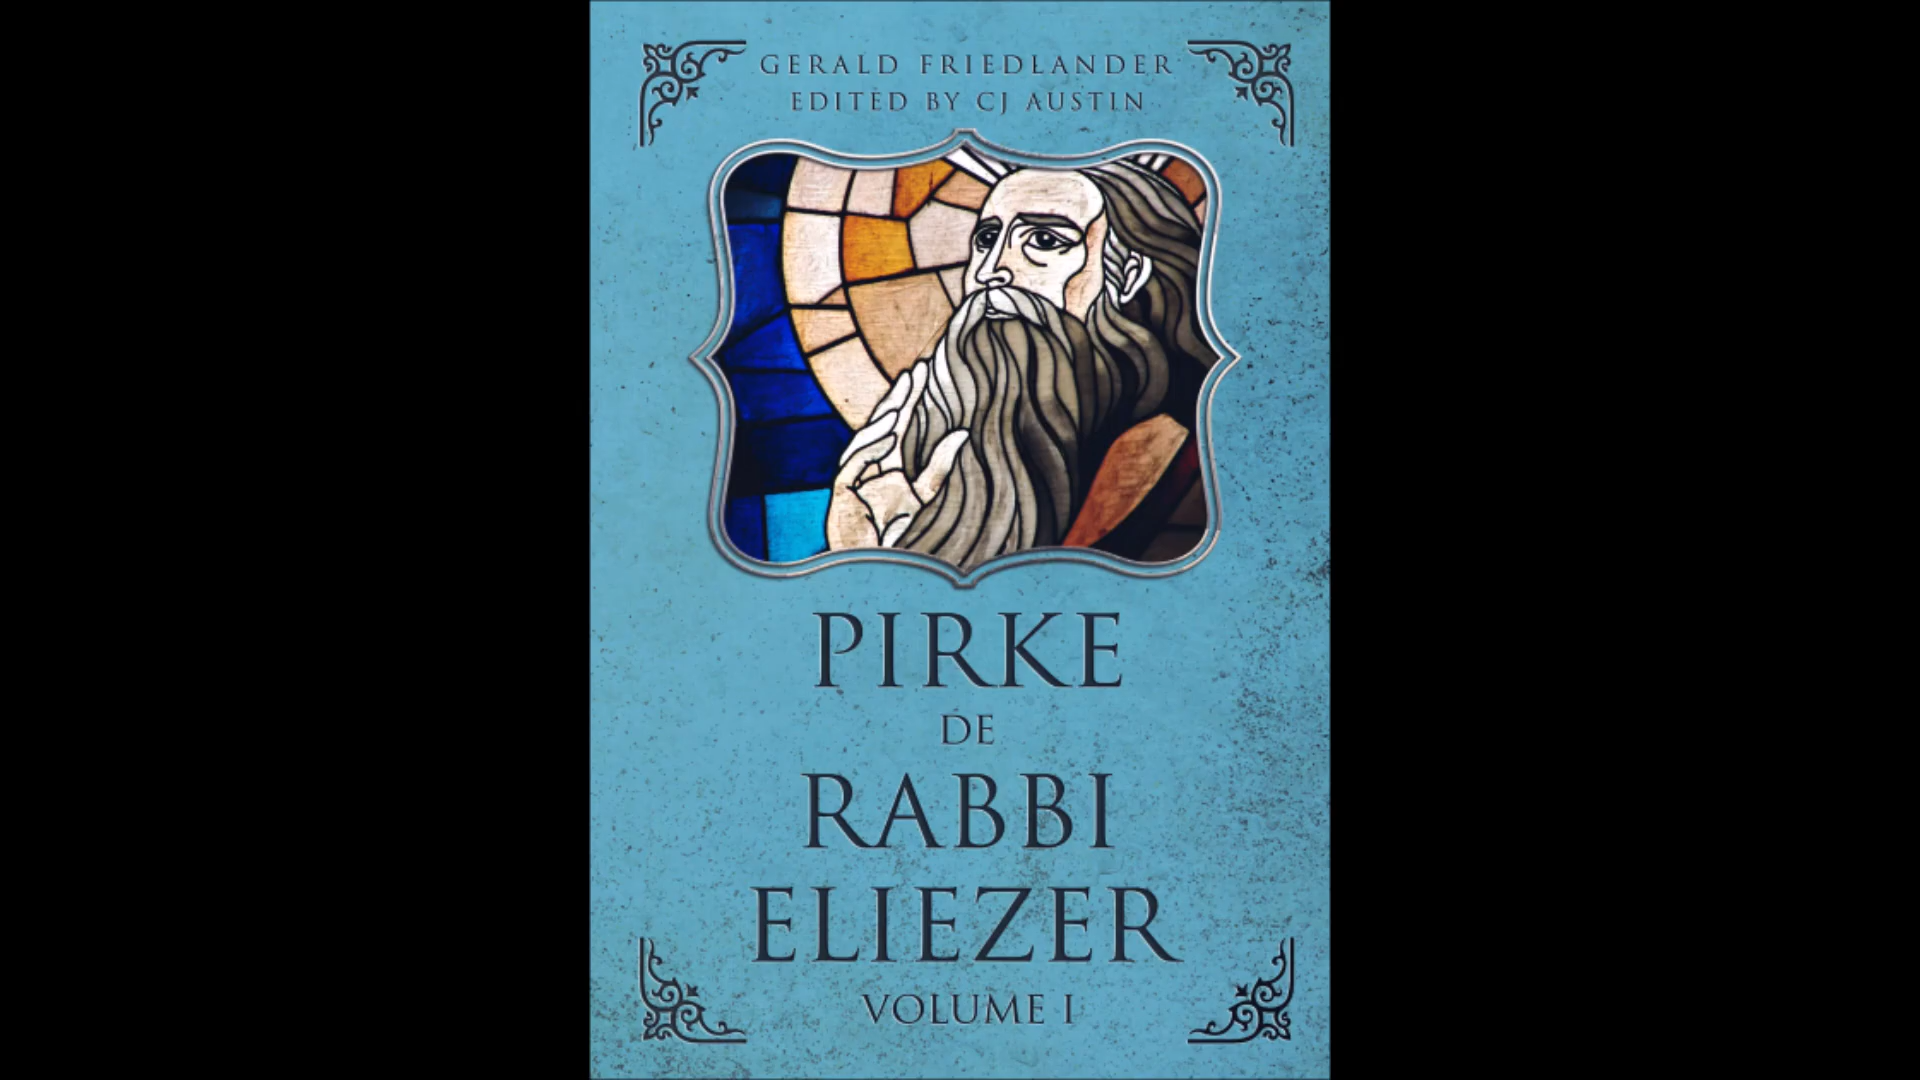 GERALD FRIEDLANDER
EDITED BY CJ AUSTIN
PIRKE
DE
RABBI
ELIEZER
VOLUME I